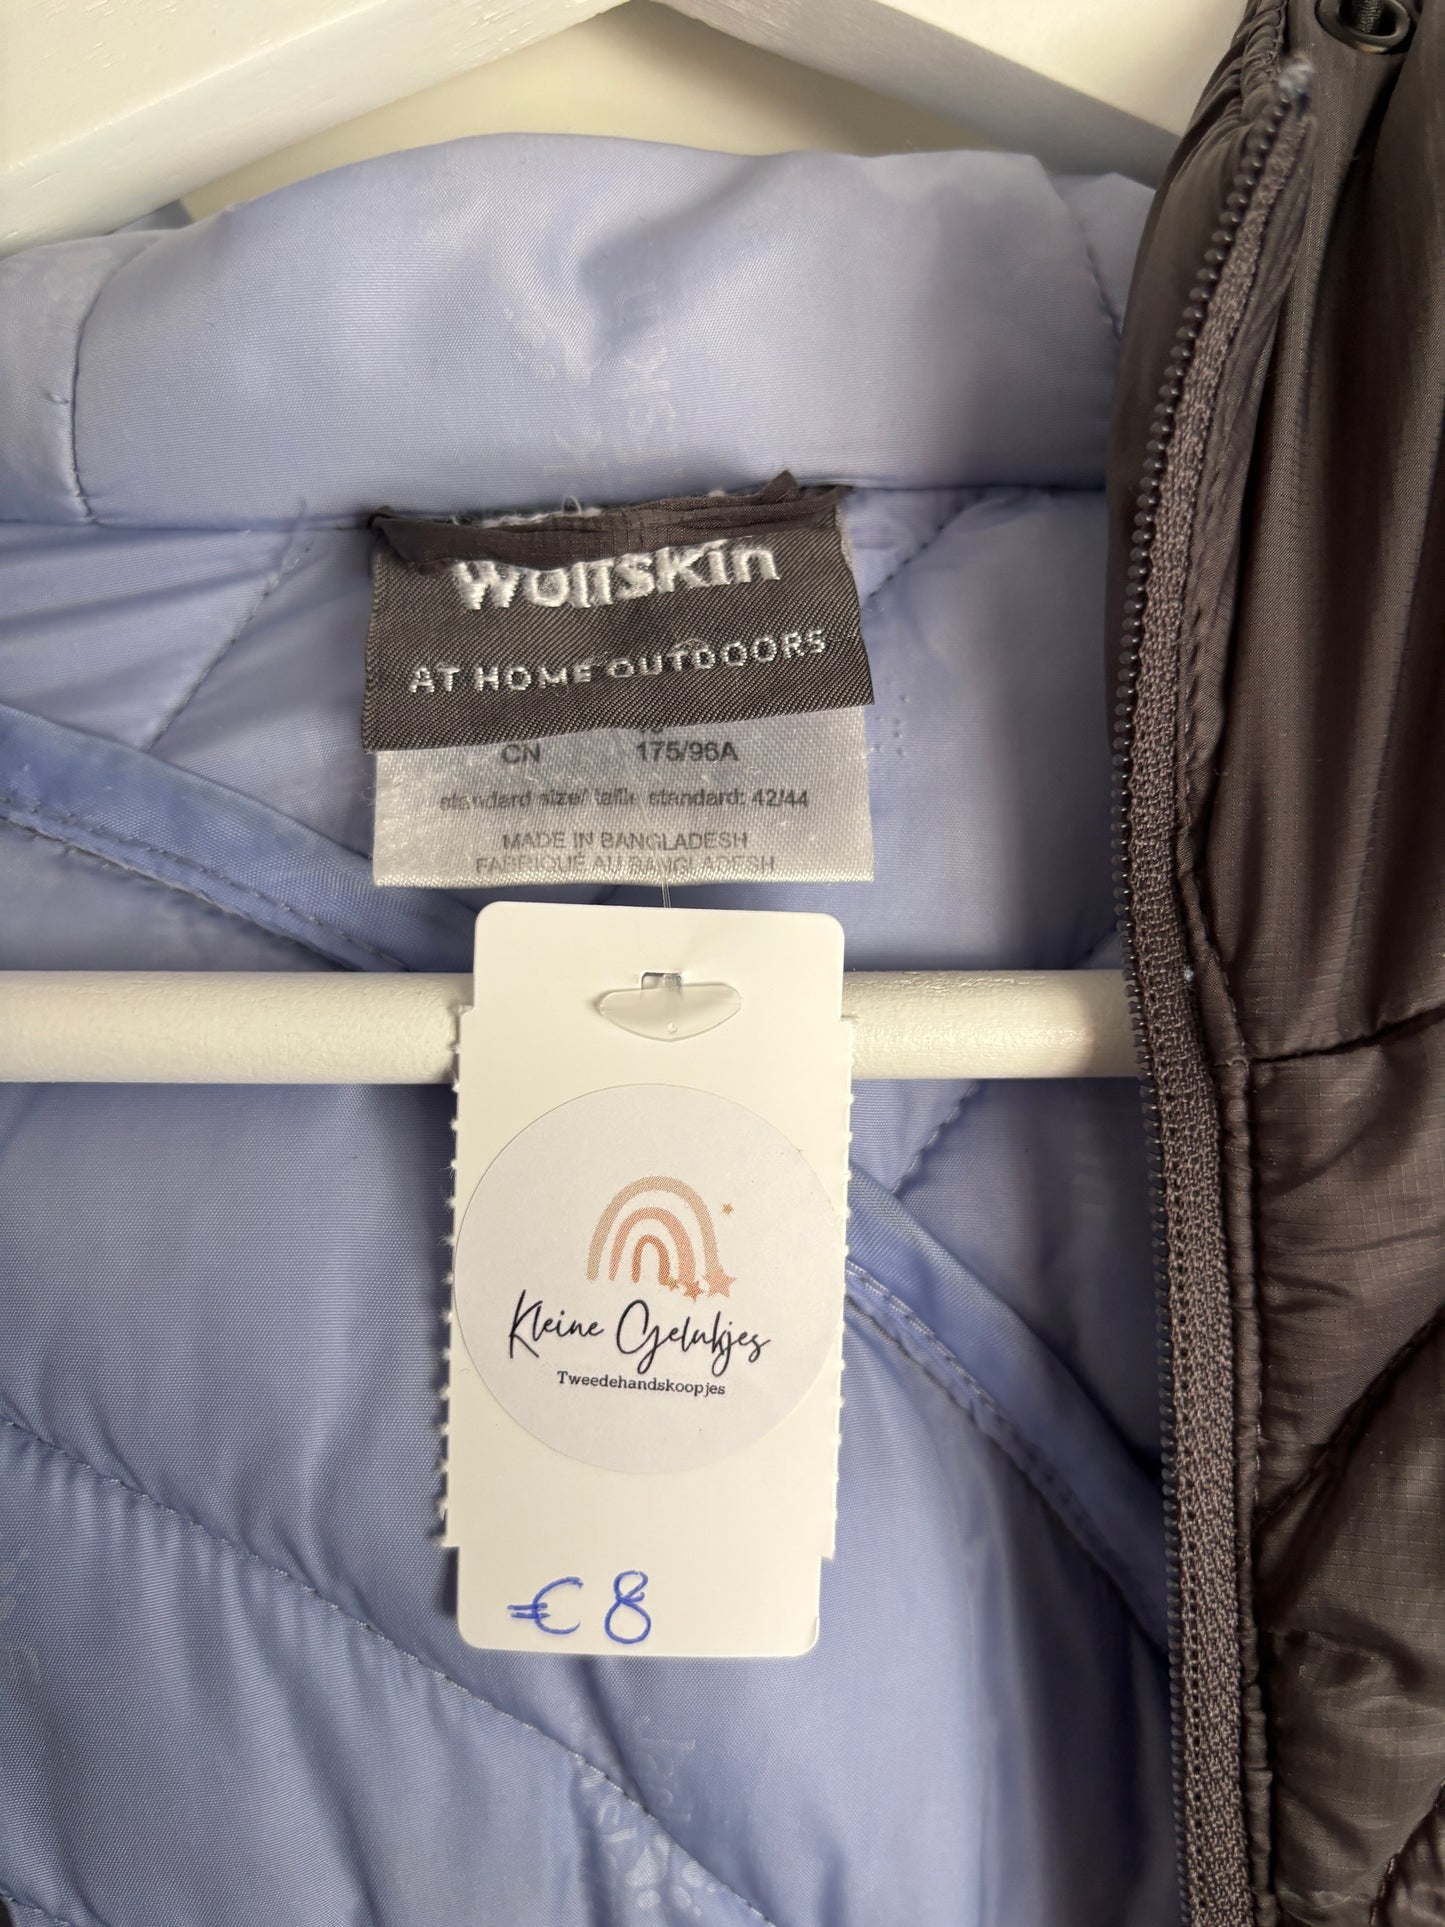 Wolfskin
AT HOME OUTDOORS
CN 175/96A
standard size/ taille standard: 42/44
MADE IN BANGLADESH
FABRIQUÉ AU BANGLADESH
Kleine Gelukjes
Tweedehandskoopjes
€8